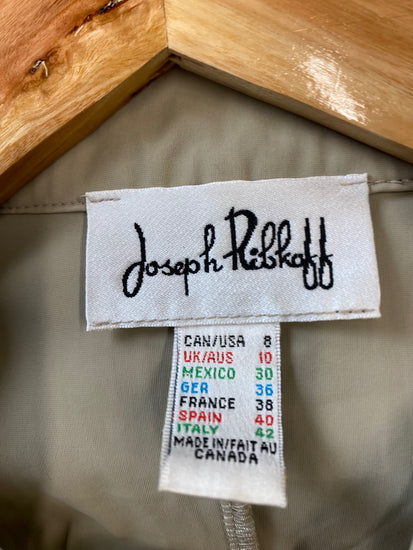 Joseph Ribkoff
CAN/USA 8
UK/AUS 10
MEXICO 30
GER 36
FRANCE 38
SPAIN 40
ITALY 42
MADE IN/FAIT AU
CANADA